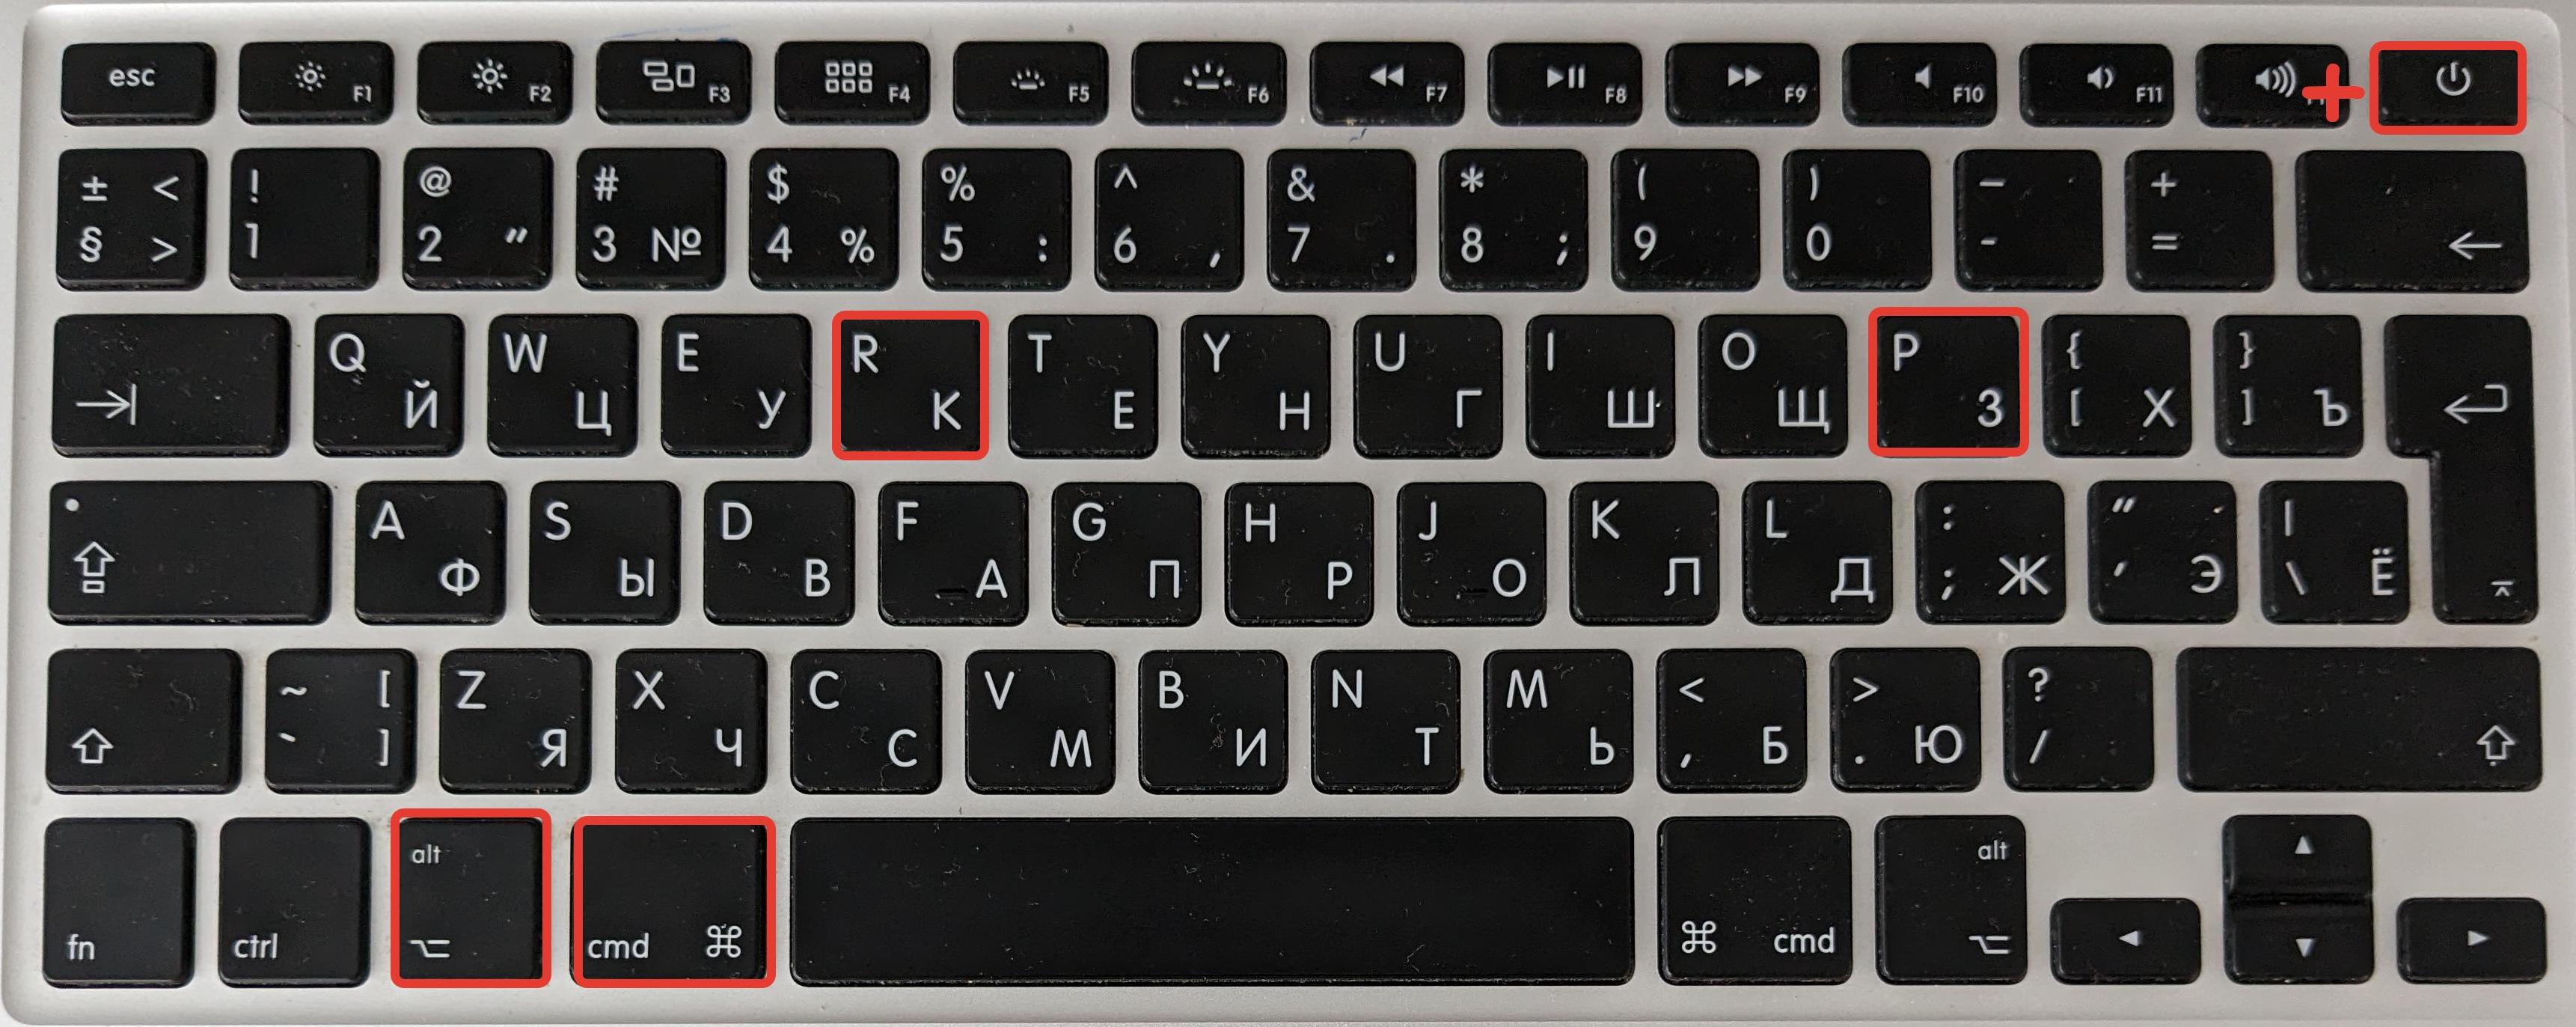 esc F1 F2 F3 F4 F5 F6 F7 F8 F9 F10 F11
± < ! @ # $ % ^ & * ( ) — +
§ > 1 2 " 3 № 4 % 5 : 6 , 7 . 8 ; 9 0 - =
Q W E R T Y U I O P { }
Й Ц У К Е Н Г Ш Щ З [ Х ] Ъ
A S D F G H J K L : " |
Ф Ы В А П Р О Л Д ; Ж ' Э \ Ё
~ [ Z X C V B N M < > ?
` ] Я Ч С М И Т Ь , Б . Ю /
alt alt
fn ctrl cmd ⌘ ⌘ cmd